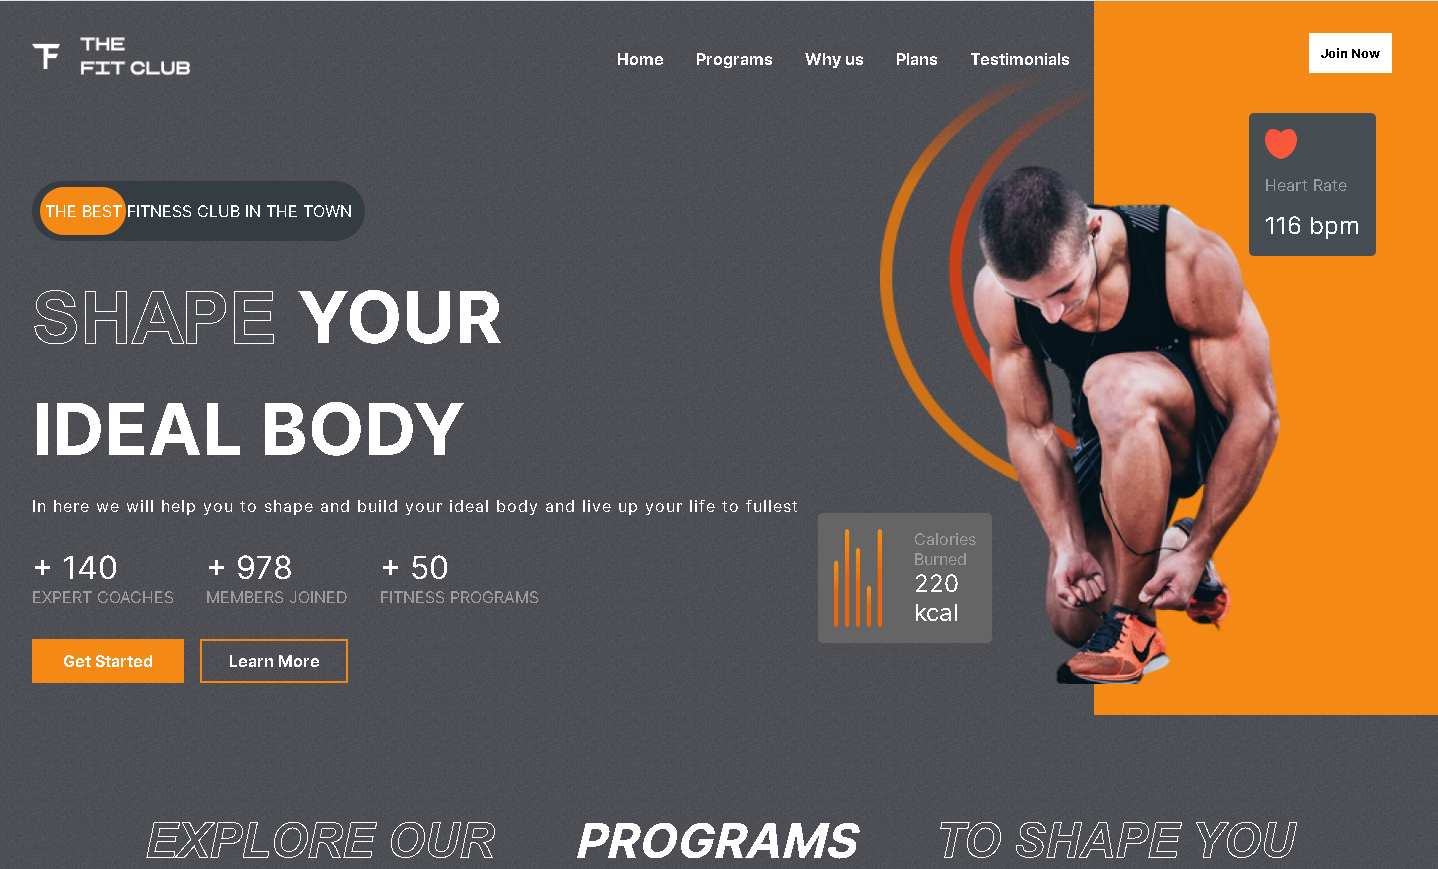 THE
FIT CLUB
Home
Programs
Why us
Plans
Testimonials
Join Now
Heart Rate
116 bpm
THE BEST FITNESS CLUB IN THE TOWN
SHAPE YOUR
IDEAL BODY
In here we will help you to shape and build your ideal body and live up your life to fullest
+ 140
EXPERT COACHES
+ 978
MEMBERS JOINED
+ 50
FITNESS PROGRAMS
Calories
Burned
220
kcal
Get Started
Learn More
EXPLORE OUR PROGRAMS TO SHAPE YOU